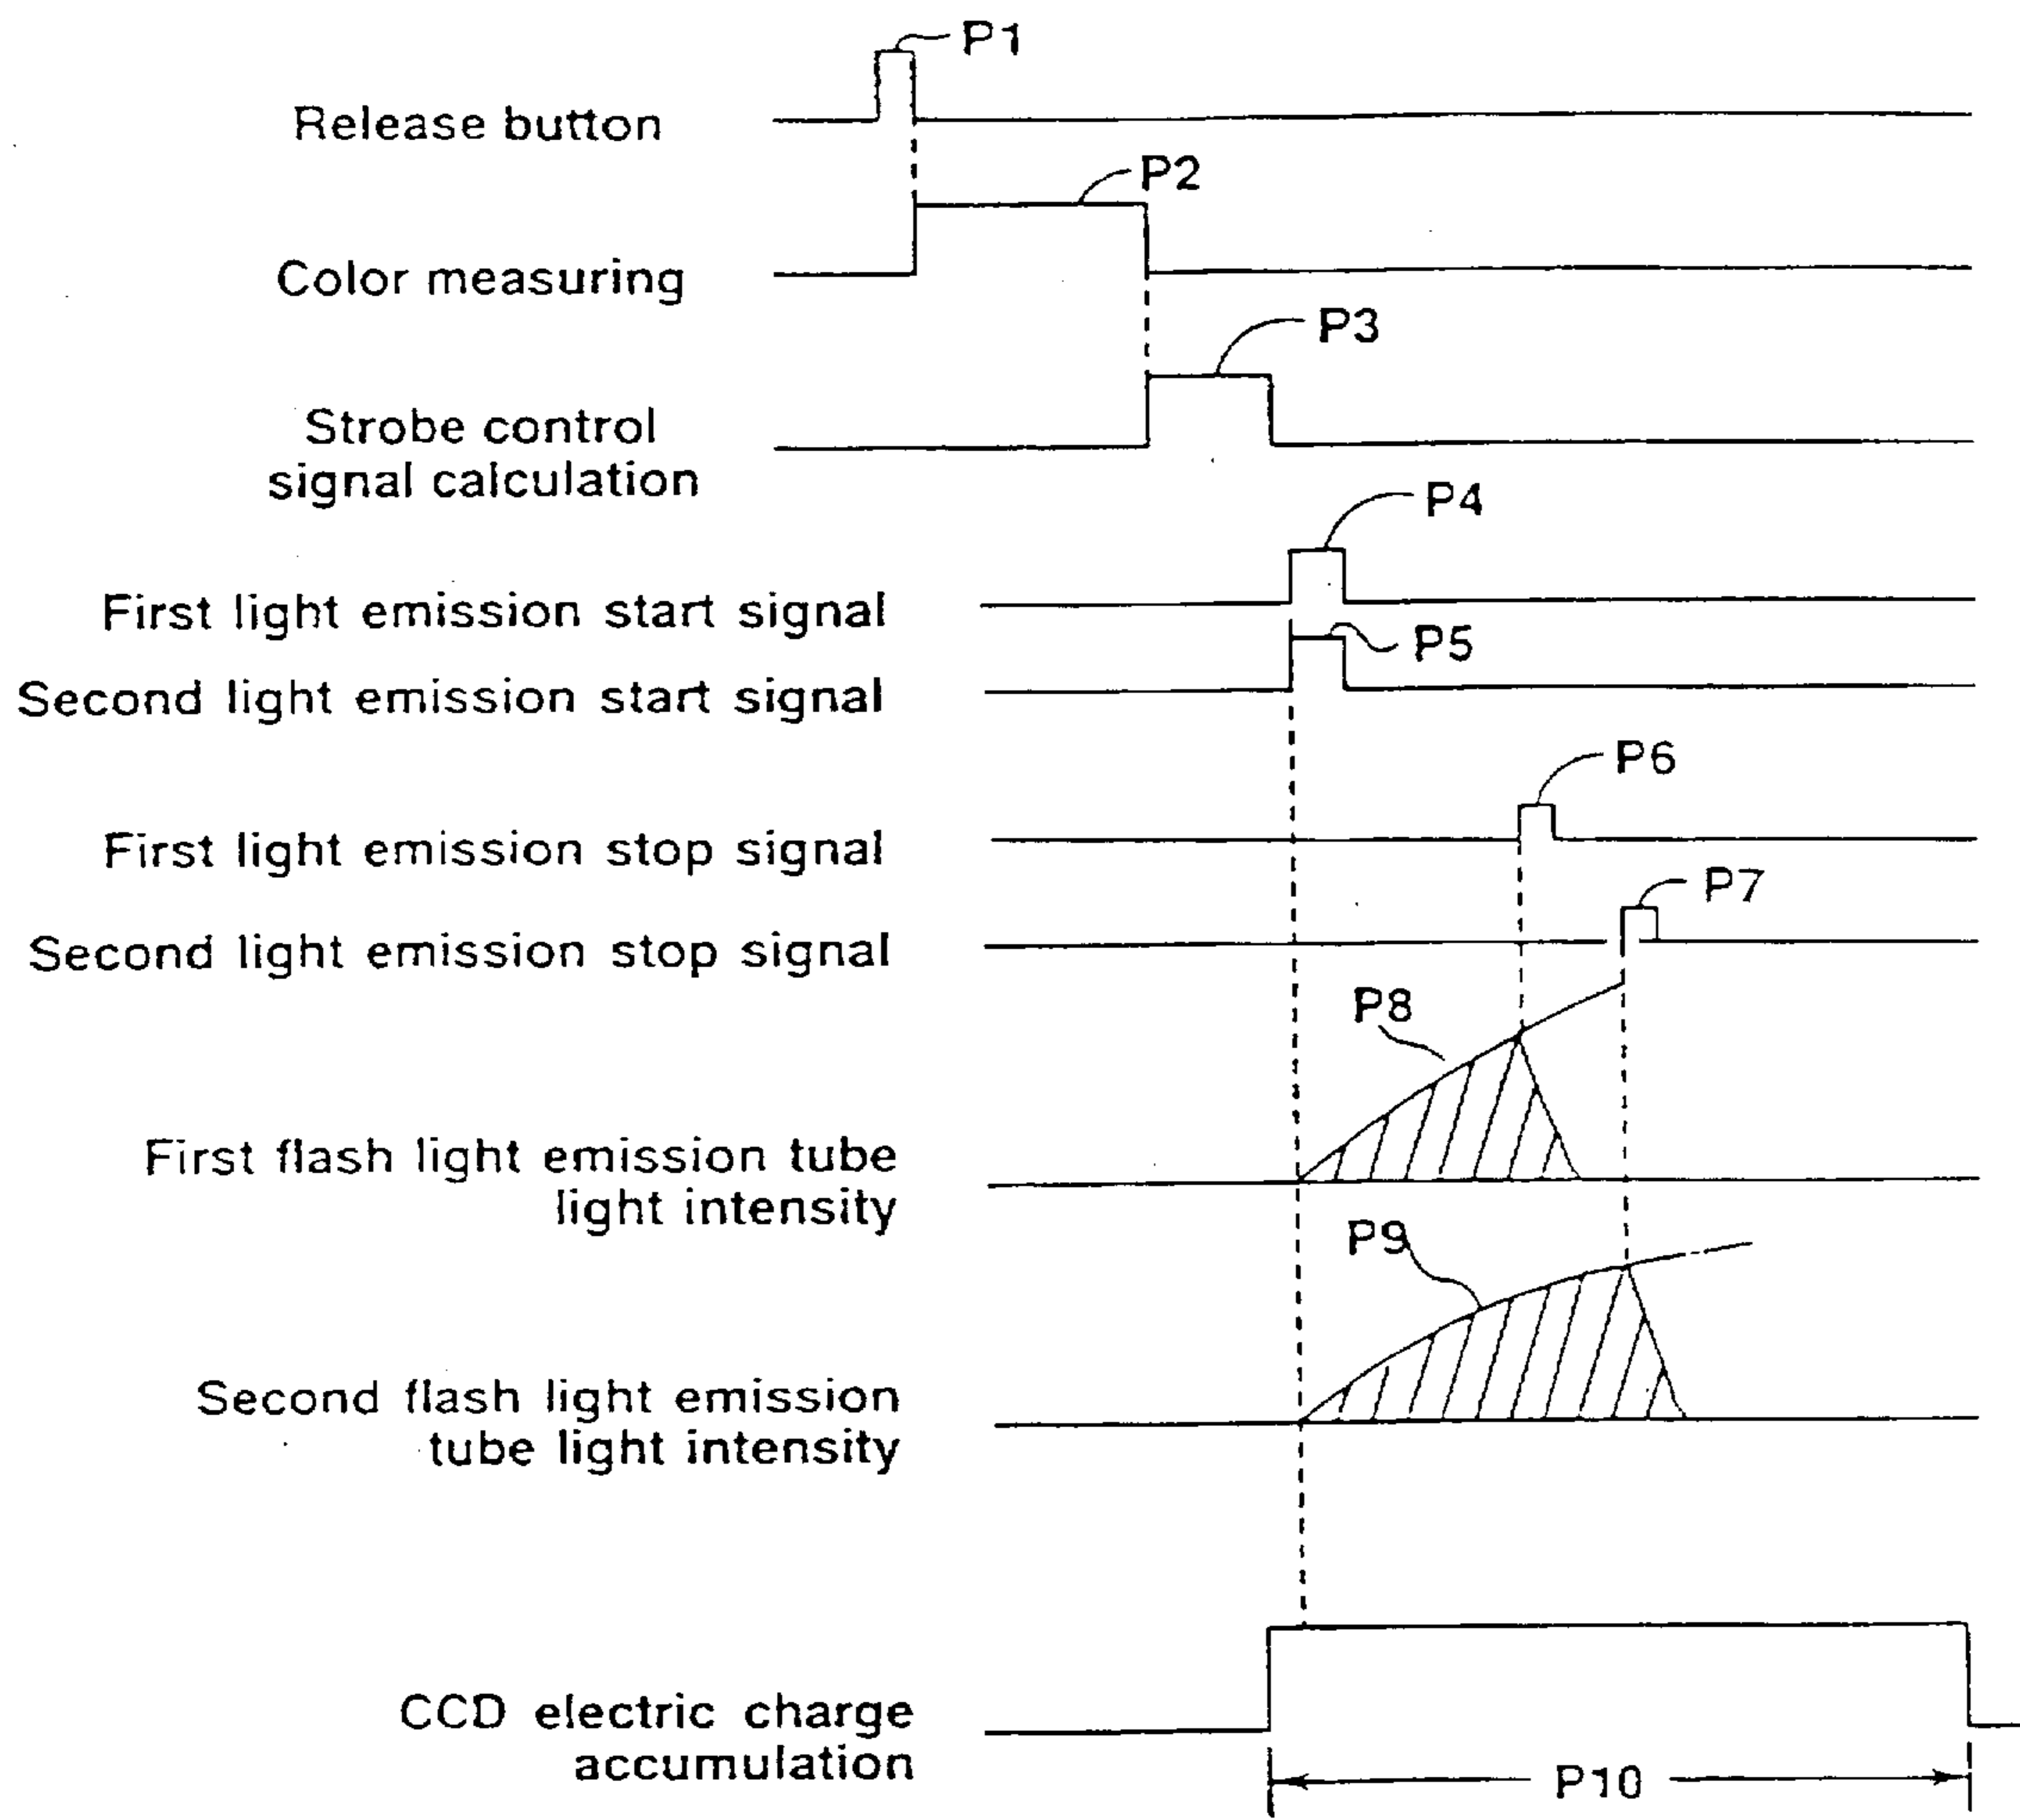 P1
Release button
P2
Color measuring
P3
Strobe control
signal calculation
P4
First light emission start signal
P5
Second light emission start signal
P6
First light emission stop signal
P7
Second light emission stop signal
P8
First flash light emission tube
light intensity
P9
Second flash light emission
tube light intensity
CCD electric charge
accumulation
P10